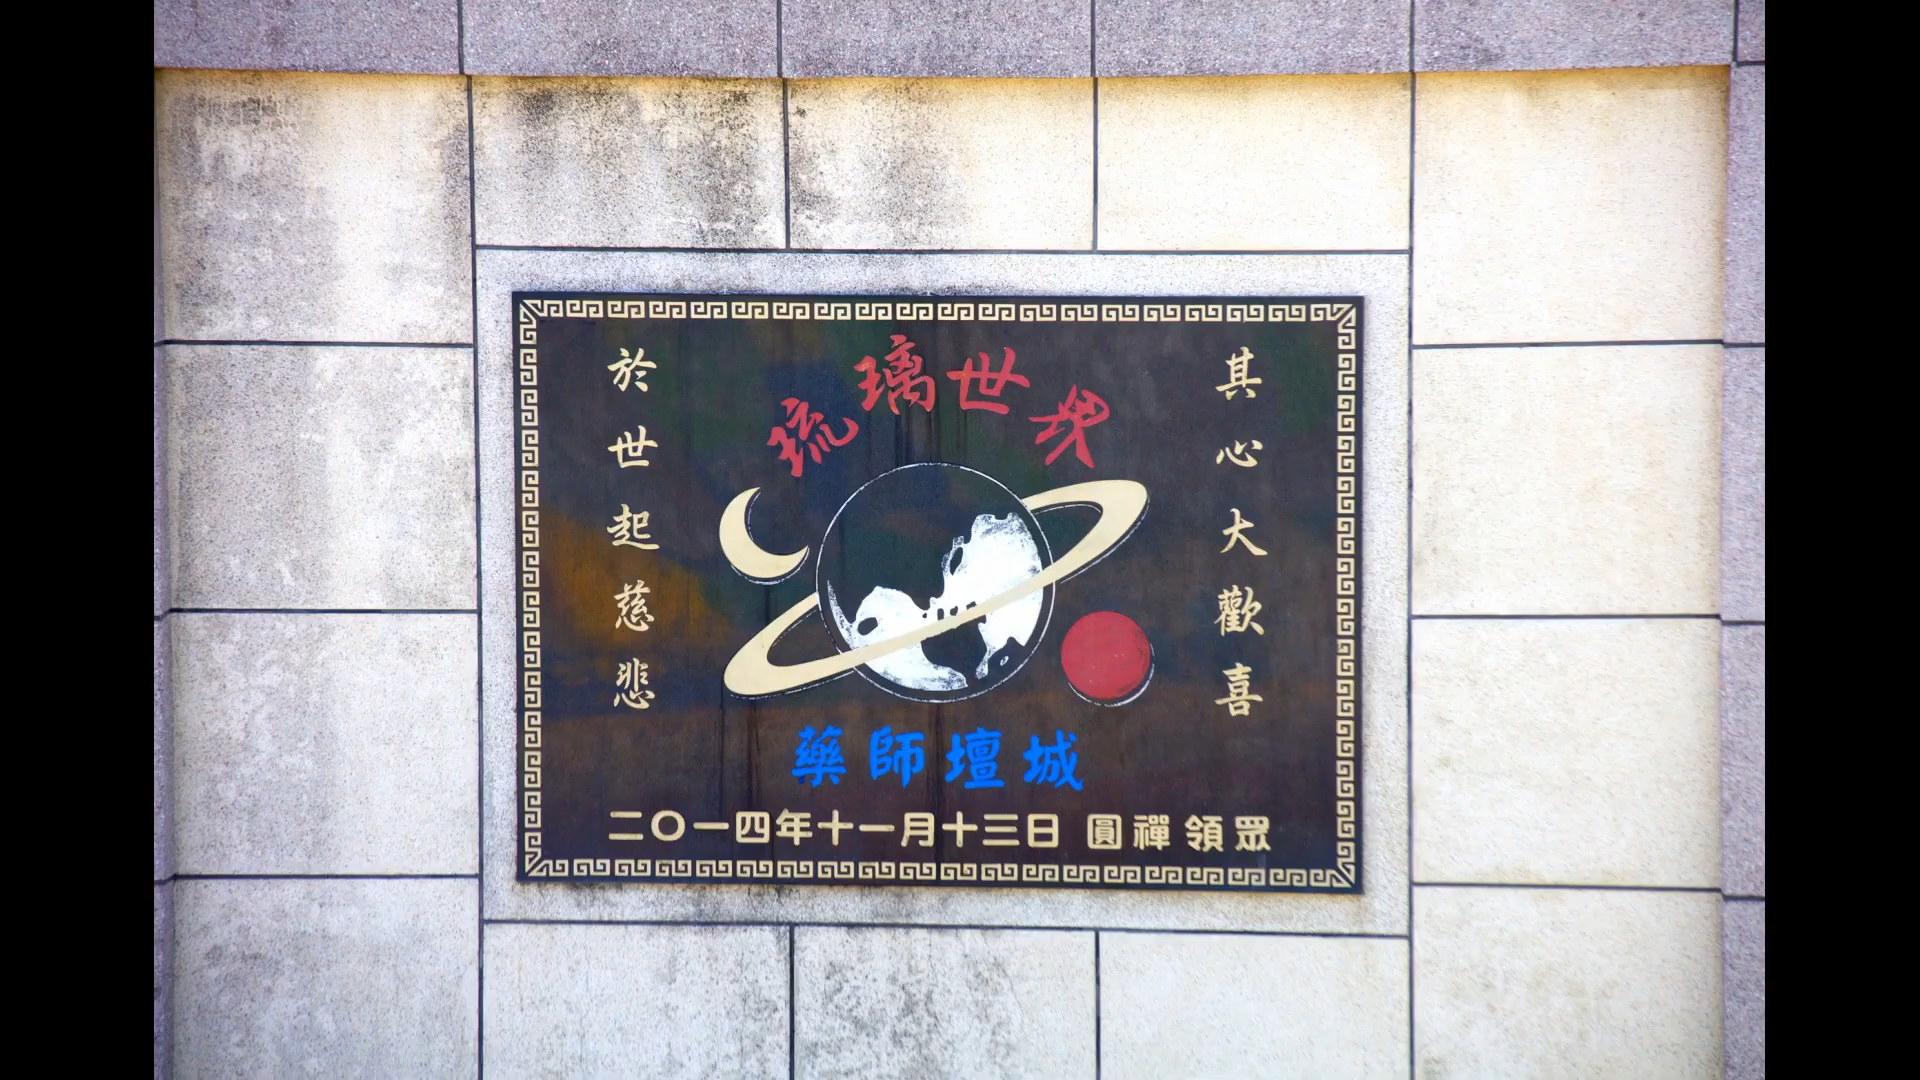 琉璃世界
其心大歡喜
於世起慈悲
藥師壇城
二〇一四年十一月十三日 圓禪 領眾